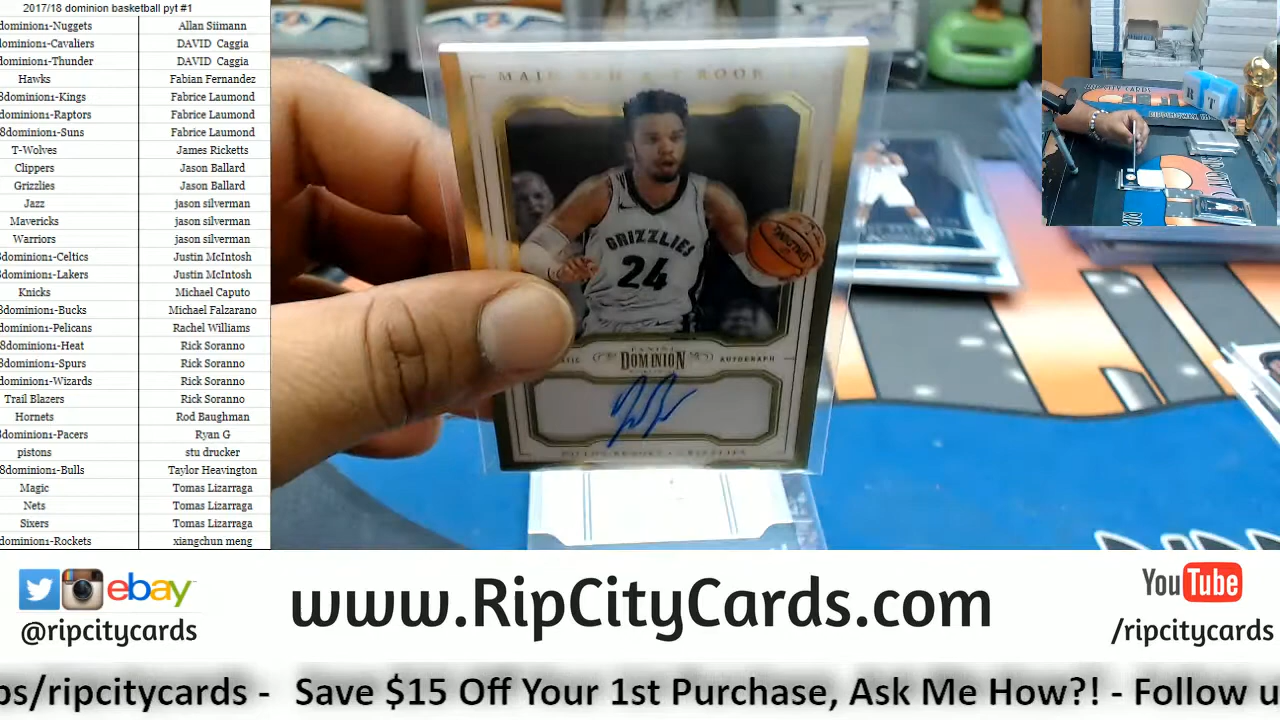 2017/18 dominion basketball pyt #1
dominion1-Nuggets Allan Siimann
dominion1-Cavaliers DAVID Caggia
dominion1-Thunder DAVID Caggia
Hawks Fabian Fernandez
8dominion1-Kings Fabrice Laumond
dominion1-Raptors Fabrice Laumond
8dominion1-Suns Fabrice Laumond
T-Wolves James Ricketts
Clippers Jason Ballard
Grizzlies Jason Ballard
Jazz jason silverman
Mavericks jason silverman
Warriors jason silverman
8dominion1-Celtics Justin McIntosh
8dominion1-Lakers Justin McIntosh
Knicks Michael Caputo
8dominion1-Bucks Michael Falzarano
dominion1-Pelicans Rachel Williams
8dominion1-Heat Rick Soranno
8dominion1-Spurs Rick Soranno
dominion1-Wizards Rick Soranno
Trail Blazers Rick Soranno
Hornets Rod Baughman
dominion1-Pacers Ryan G
pistons stu drucker
8dominion1-Bulls Taylor Heavington
Magic Tomas Lizarraga
Nets Tomas Lizarraga
Sixers Tomas Lizarraga
dominion1-Rockets xiangchun meng
GRIZZLIES
24
SPALDING
PANINI
DOMINION
AUTOGRAPH
R T
ebay
@ripcitycards
www.RipCityCards.com
YouTube
/ripcitycards
os/ripcitycards - Save $15 Off Your 1st Purchase, Ask Me How?! - Follow u